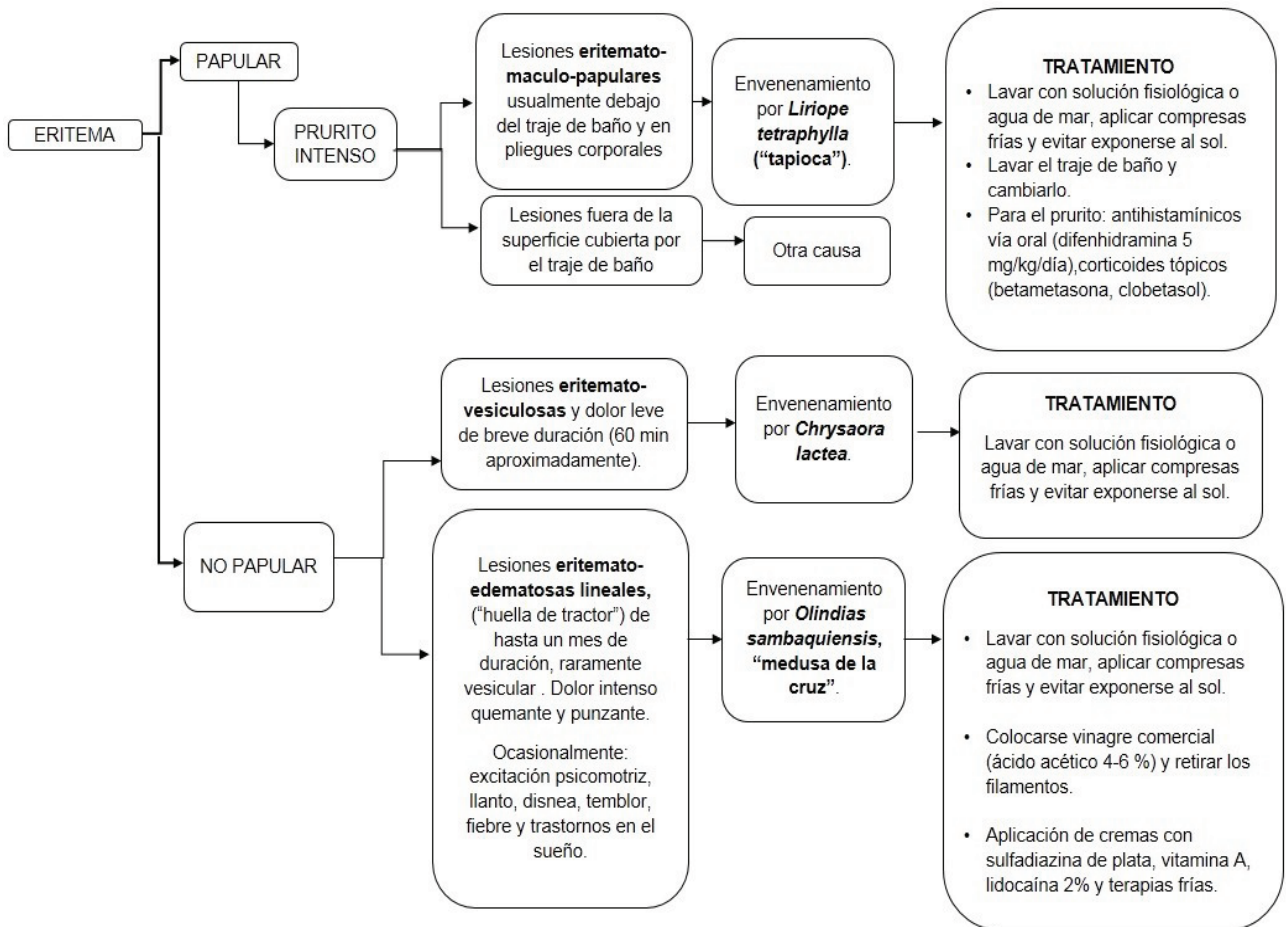 ERITEMA
PAPULAR
PRURITO
INTENSO
Lesiones eritemato-
maculo-papulares
usualmente debajo
del traje de baño y en
pliegues corporales
Envenenamiento
por Liriope
tetraphylla
(“tapioca”).
TRATAMIENTO
• Lavar con solución fisiológica o
agua de mar, aplicar compresas
frías y evitar exponerse al sol.
• Lavar el traje de baño y
cambiarlo.
• Para el prurito: antihistamínicos
vía oral (difenhidramina 5
mg/kg/día),corticoides tópicos
(betametasona, clobetasol).
Lesiones fuera de la
superficie cubierta por
el traje de baño
Otra causa
NO PAPULAR
Lesiones eritemato-
vesiculosas y dolor leve
de breve duración (60 min
aproximadamente).
Envenenamiento
por Chrysaora
lactea.
TRATAMIENTO
Lavar con solución fisiológica o
agua de mar, aplicar compresas
frías y evitar exponerse al sol.
Lesiones eritemato-
edematosas lineales,
(“huella de tractor”) de
hasta un mes de
duración, raramente
vesicular . Dolor intenso
quemante y punzante.
Ocasionalmente:
excitación psicomotriz,
llanto, disnea, temblor,
fiebre y trastornos en el
sueño.
Envenenamiento
por Olindias
sambaquiensis,
“medusa de la
cruz”.
TRATAMIENTO
• Lavar con solución fisiológica o
agua de mar, aplicar compresas
frías y evitar exponerse al sol.
• Colocarse vinagre comercial
(ácido acético 4-6 %) y retirar los
filamentos.
• Aplicación de cremas con
sulfadiazina de plata, vitamina A,
lidocaína 2% y terapias frías.